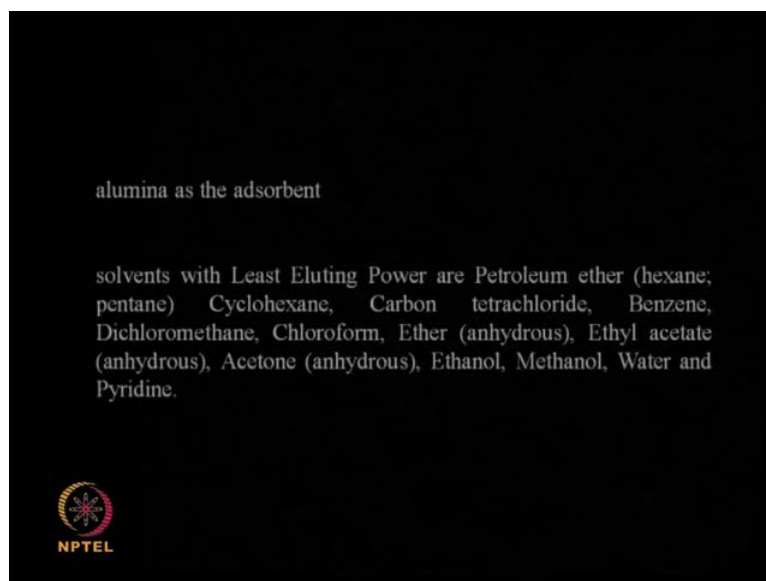 alumina as the adsorbent
solvents with Least Eluting Power are Petroleum ether (hexane;
pentane) Cyclohexane, Carbon tetrachloride, Benzene,
Dichloromethane, Chloroform, Ether (anhydrous), Ethyl acetate
(anhydrous), Acetone (anhydrous), Ethanol, Methanol, Water and
Pyridine.
NPTEL